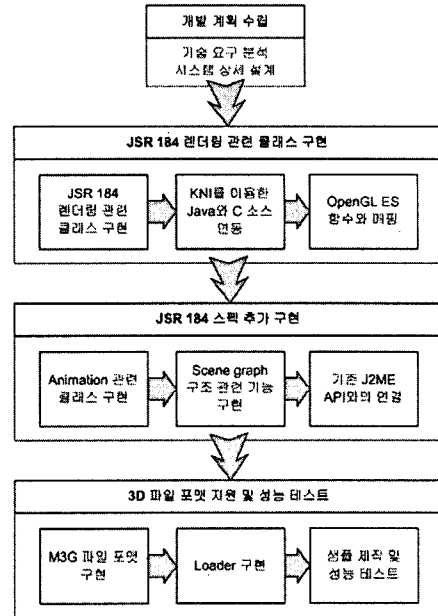 개발 계획 수립
기술 요구 분석
시스템 상세 설계
JSR 184 렌더링 관련 클래스 구현
JSR 184
렌더링 관련
클래스 구현
KNI를 이용한
Java와 C 소스
연동
OpenGL ES
함수와 매핑
JSR 184 스펙 추가 구현
Animation 관련
클래스 구현
Scene graph
구조 관련 기능
구현
기존 J2ME
API와의 연결
3D 파일 포맷 지원 및 성능 테스트
M3G 파일 포맷
구현
Loader 구현
샘플 제작 및
성능 테스트